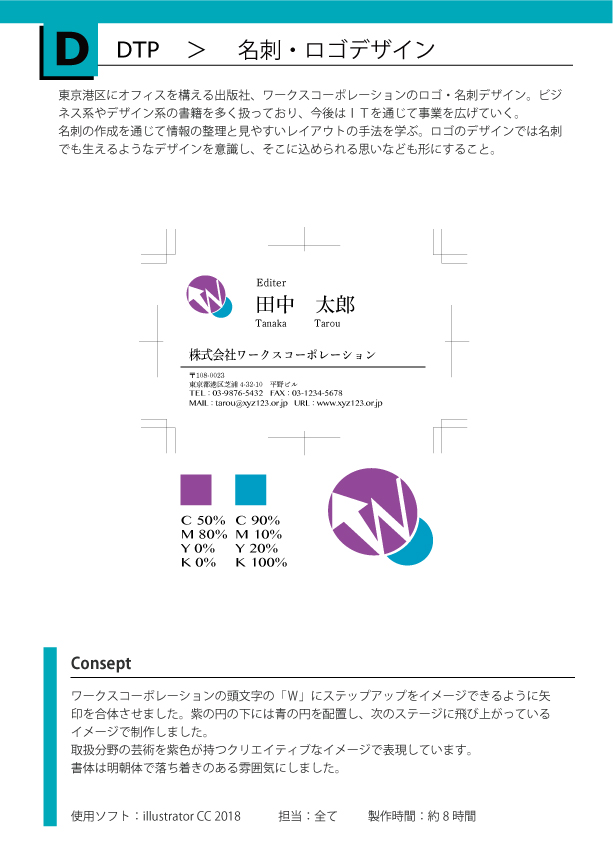 D DTP ＞ 名刺・ロゴデザイン
東京港区にオフィスを構える出版社、ワークスコーポレーションのロゴ・名刺デザイン。ビジ
ネス系やデザイン系の書籍を多く扱っており、今後はＩＴを通じて事業を広げていく。
名刺の作成を通じて情報の整理と見やすいレイアウトの手法を学ぶ。ロゴのデザインでは名刺
でも生えるようなデザインを意識し、そこに込められる思いなども形にすること。
W
Editer
田中 太郎
Tanaka Tarou
株式会社ワークスコーポレーション
〒108-0023
東京都港区芝浦 4-32-10 平野ビル
TEL：03-9876-5432 FAX：03-1234-5678
MAIL：tarou@xyz123.or.jp URL：www.xyz123.or.jp
C 50% C 90%
M 80% M 10%
Y 0% Y 20%
K 0% K 100%
W
Consept
ワークスコーポレーションの頭文字の「W」にステップアップをイメージできるように矢
印を合体させました。紫の円の下には青の円を配置し、次のステージに飛び上がっている
イメージで制作しました。
取扱分野の芸術を紫色が持つクリエイティブなイメージで表現しています。
書体は明朝体で落ち着きのある雰囲気にしました。
使用ソフト：illustrator CC 2018 担当：全て 製作時間：約 8 時間